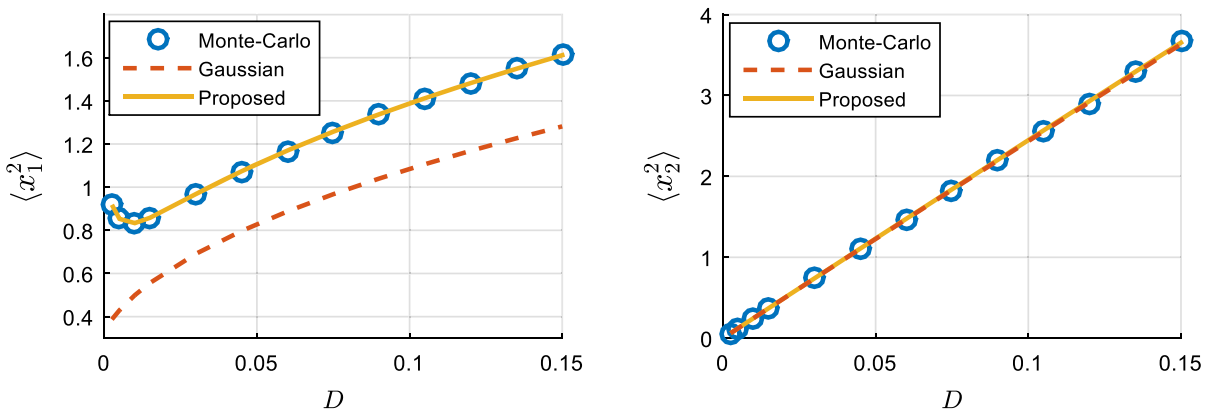 Monte-Carlo
Gaussian
Proposed
1.6
1.4
1.2
1
0.8
0.6
0.4
0 0.05 0.1 0.15
D
⟨x₁²⟩
Monte-Carlo
Gaussian
Proposed
4
3
2
1
0
0 0.05 0.1 0.15
D
⟨x₂²⟩